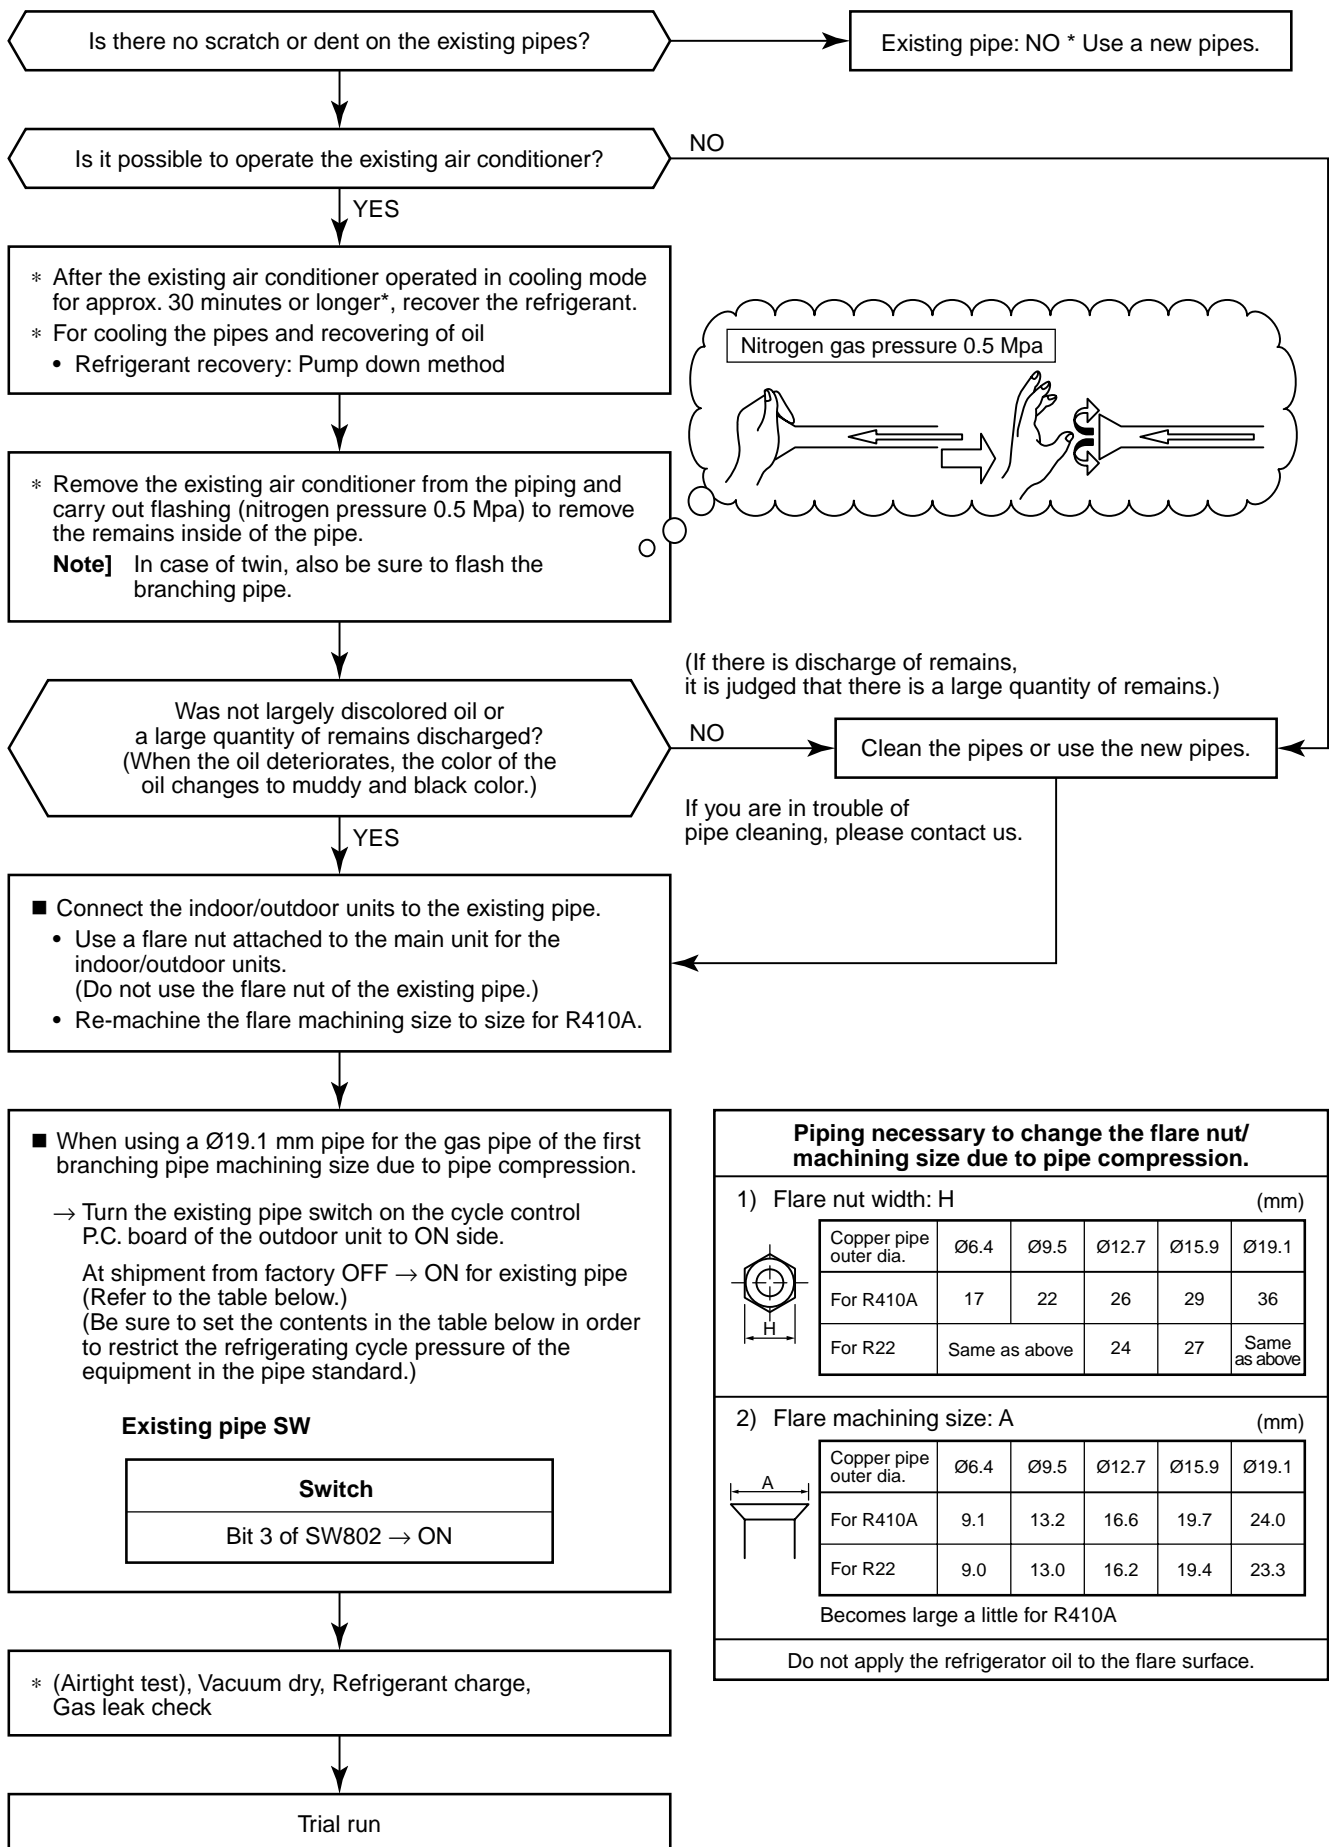 Is there no scratch or dent on the existing pipes?
Existing pipe: NO * Use a new pipes.
Is it possible to operate the existing air conditioner?
NO
YES
* After the existing air conditioner operated in cooling mode
for approx. 30 minutes or longer*, recover the refrigerant.
* For cooling the pipes and recovering of oil
• Refrigerant recovery: Pump down method
Nitrogen gas pressure 0.5 Mpa
* Remove the existing air conditioner from the piping and
carry out flashing (nitrogen pressure 0.5 Mpa) to remove
the remains inside of the pipe.
Note] In case of twin, also be sure to flash the
branching pipe.
(If there is discharge of remains,
it is judged that there is a large quantity of remains.)
Was not largely discolored oil or
a large quantity of remains discharged?
(When the oil deteriorates, the color of the
oil changes to muddy and black color.)
NO
Clean the pipes or use the new pipes.
If you are in trouble of
pipe cleaning, please contact us.
YES
■ Connect the indoor/outdoor units to the existing pipe.
• Use a flare nut attached to the main unit for the
indoor/outdoor units.
(Do not use the flare nut of the existing pipe.)
• Re-machine the flare machining size to size for R410A.
■ When using a Ø19.1 mm pipe for the gas pipe of the first
branching pipe machining size due to pipe compression.
→ Turn the existing pipe switch on the cycle control
P.C. board of the outdoor unit to ON side.
At shipment from factory OFF → ON for existing pipe
(Refer to the table below.)
(Be sure to set the contents in the table below in order
to restrict the refrigerating cycle pressure of the
equipment in the pipe standard.)
Existing pipe SW
Switch
Bit 3 of SW802 → ON
* (Airtight test), Vacuum dry, Refrigerant charge,
Gas leak check
Trial run
Piping necessary to change the flare nut/
machining size due to pipe compression.
1) Flare nut width: H (mm)
H
Copper pipe
outer dia. Ø6.4 Ø9.5 Ø12.7 Ø15.9 Ø19.1
For R410A 17 22 26 29 36
For R22 Same as above 24 27 Same
as above
2) Flare machining size: A (mm)
A
Copper pipe
outer dia. Ø6.4 Ø9.5 Ø12.7 Ø15.9 Ø19.1
For R410A 9.1 13.2 16.6 19.7 24.0
For R22 9.0 13.0 16.2 19.4 23.3
Becomes large a little for R410A
Do not apply the refrigerator oil to the flare surface.